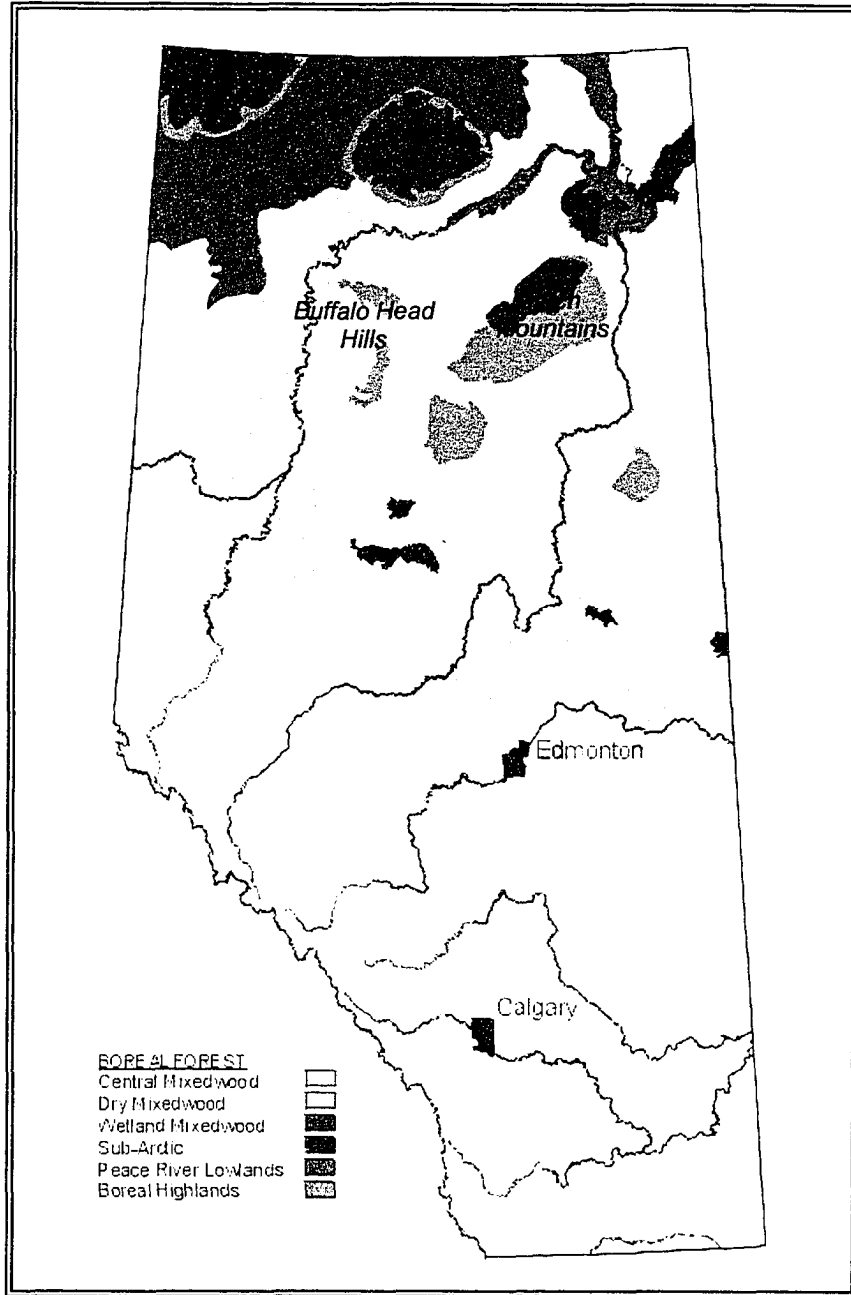 Buffalo Head
Hills
Mountains
Edmonton
Calgary
BOREAL FOREST
Central Mixedwood
Dry Mixedwood
Wetland Mixedwood
Sub-Arctic
Peace River Lowlands
Boreal Highlands